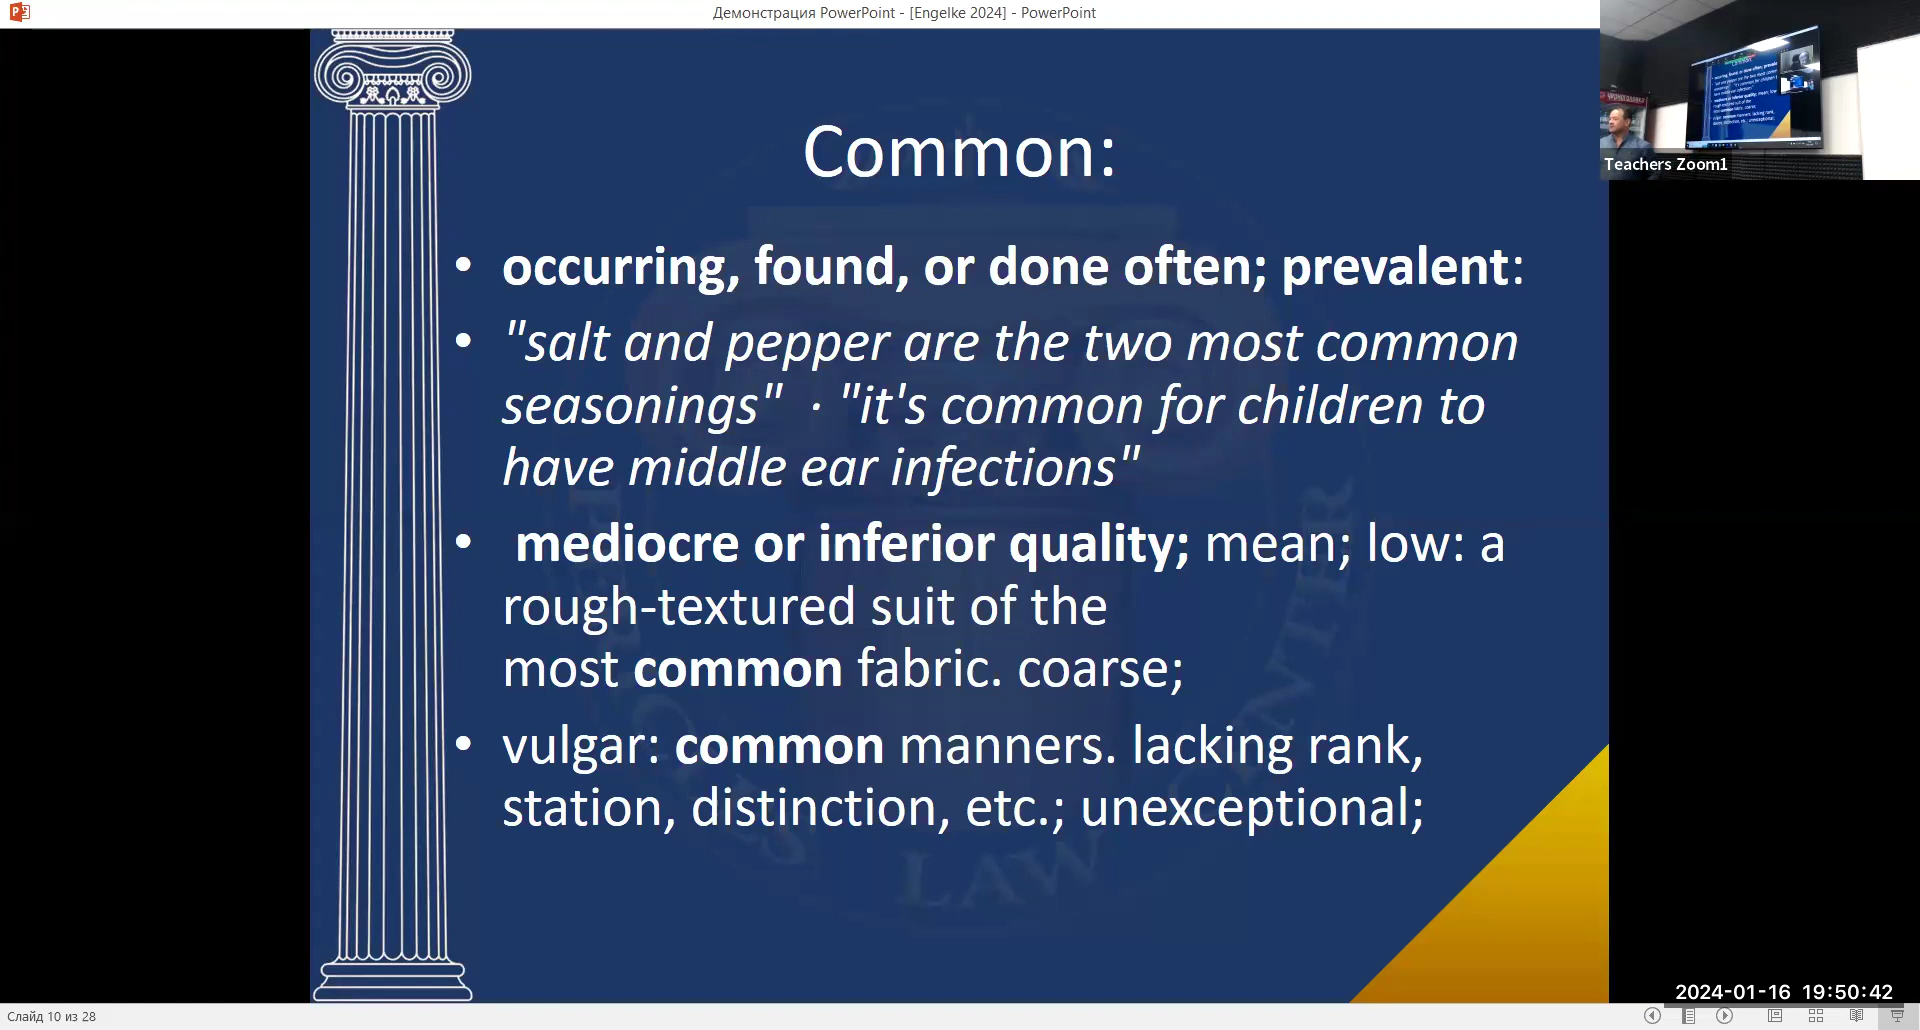 Демонстрация PowerPoint - [Engelke 2024] - PowerPoint
Teachers Zoom1
Common:
• occurring, found, or done often; prevalent:
• "salt and pepper are the two most common
seasonings" · "it's common for children to
have middle ear infections"
• mediocre or inferior quality; mean; low: a
rough-textured suit of the
most common fabric. coarse;
• vulgar: common manners. lacking rank,
station, distinction, etc.; unexceptional;
LAW
CENTER
2024-01-16 19:50:42
Слайд 10 из 28